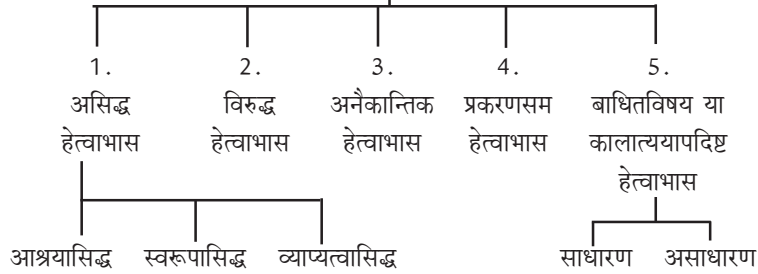 1. 2. 3. 4. 5.
असिद्ध विरुद्ध अनैकान्तिक प्रकरणसम बाधितविषय या
हेत्वाभास हेत्वाभास हेत्वाभास हेत्वाभास कालात्ययापदिष्ट
हेत्वाभास
आश्रयासिद्ध स्वरूपासिद्ध व्याप्यत्वासिद्ध साधारण असाधारण